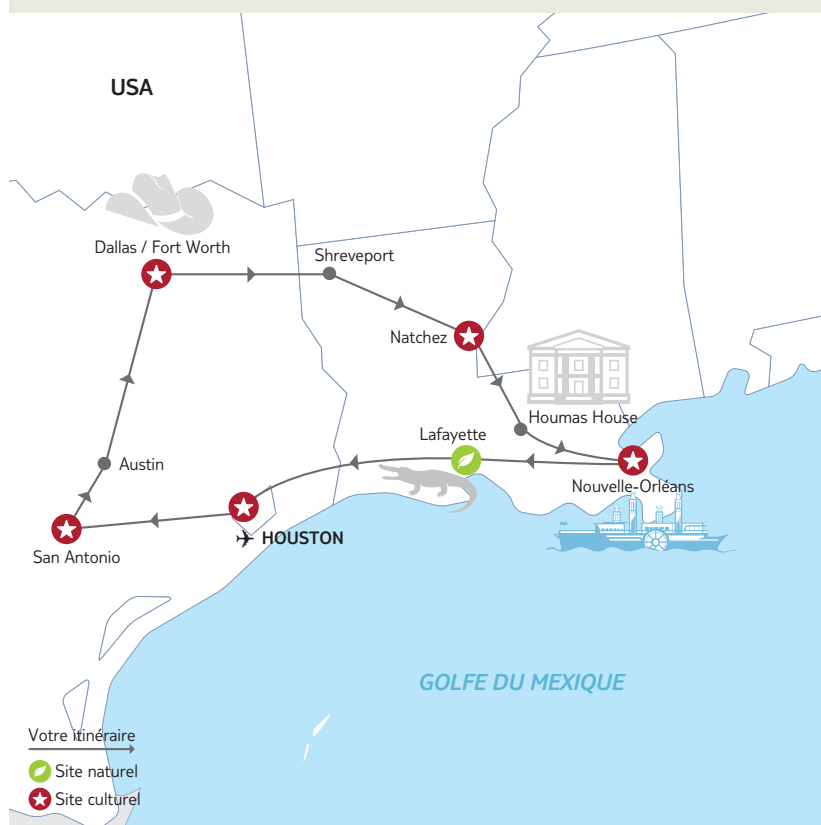 USA
Dallas / Fort Worth
Shreveport
Natchez
Houmas House
Lafayette
Austin
Nouvelle-Orléans
San Antonio
HOUSTON
GOLFE DU MEXIQUE
Votre itinéraire
Site naturel
Site culturel